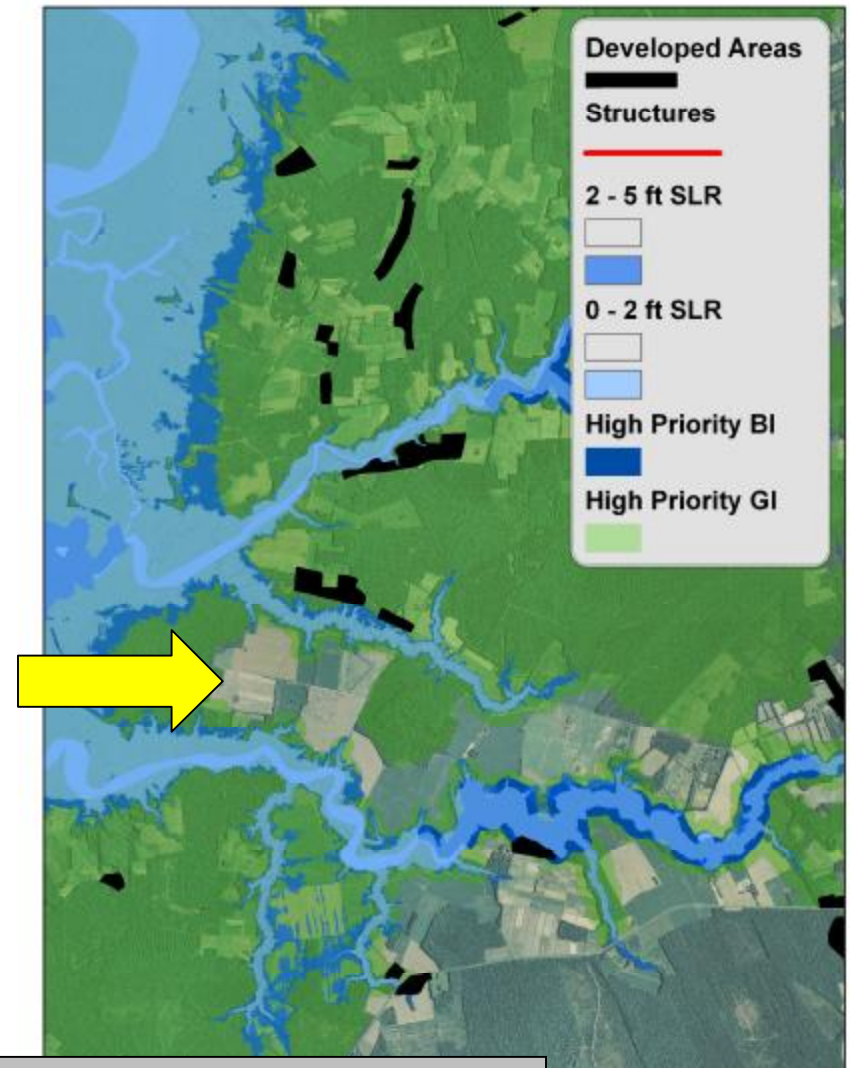 Developed Areas
Structures
2 - 5 ft SLR
0 - 2 ft SLR
High Priority BI
High Priority GI